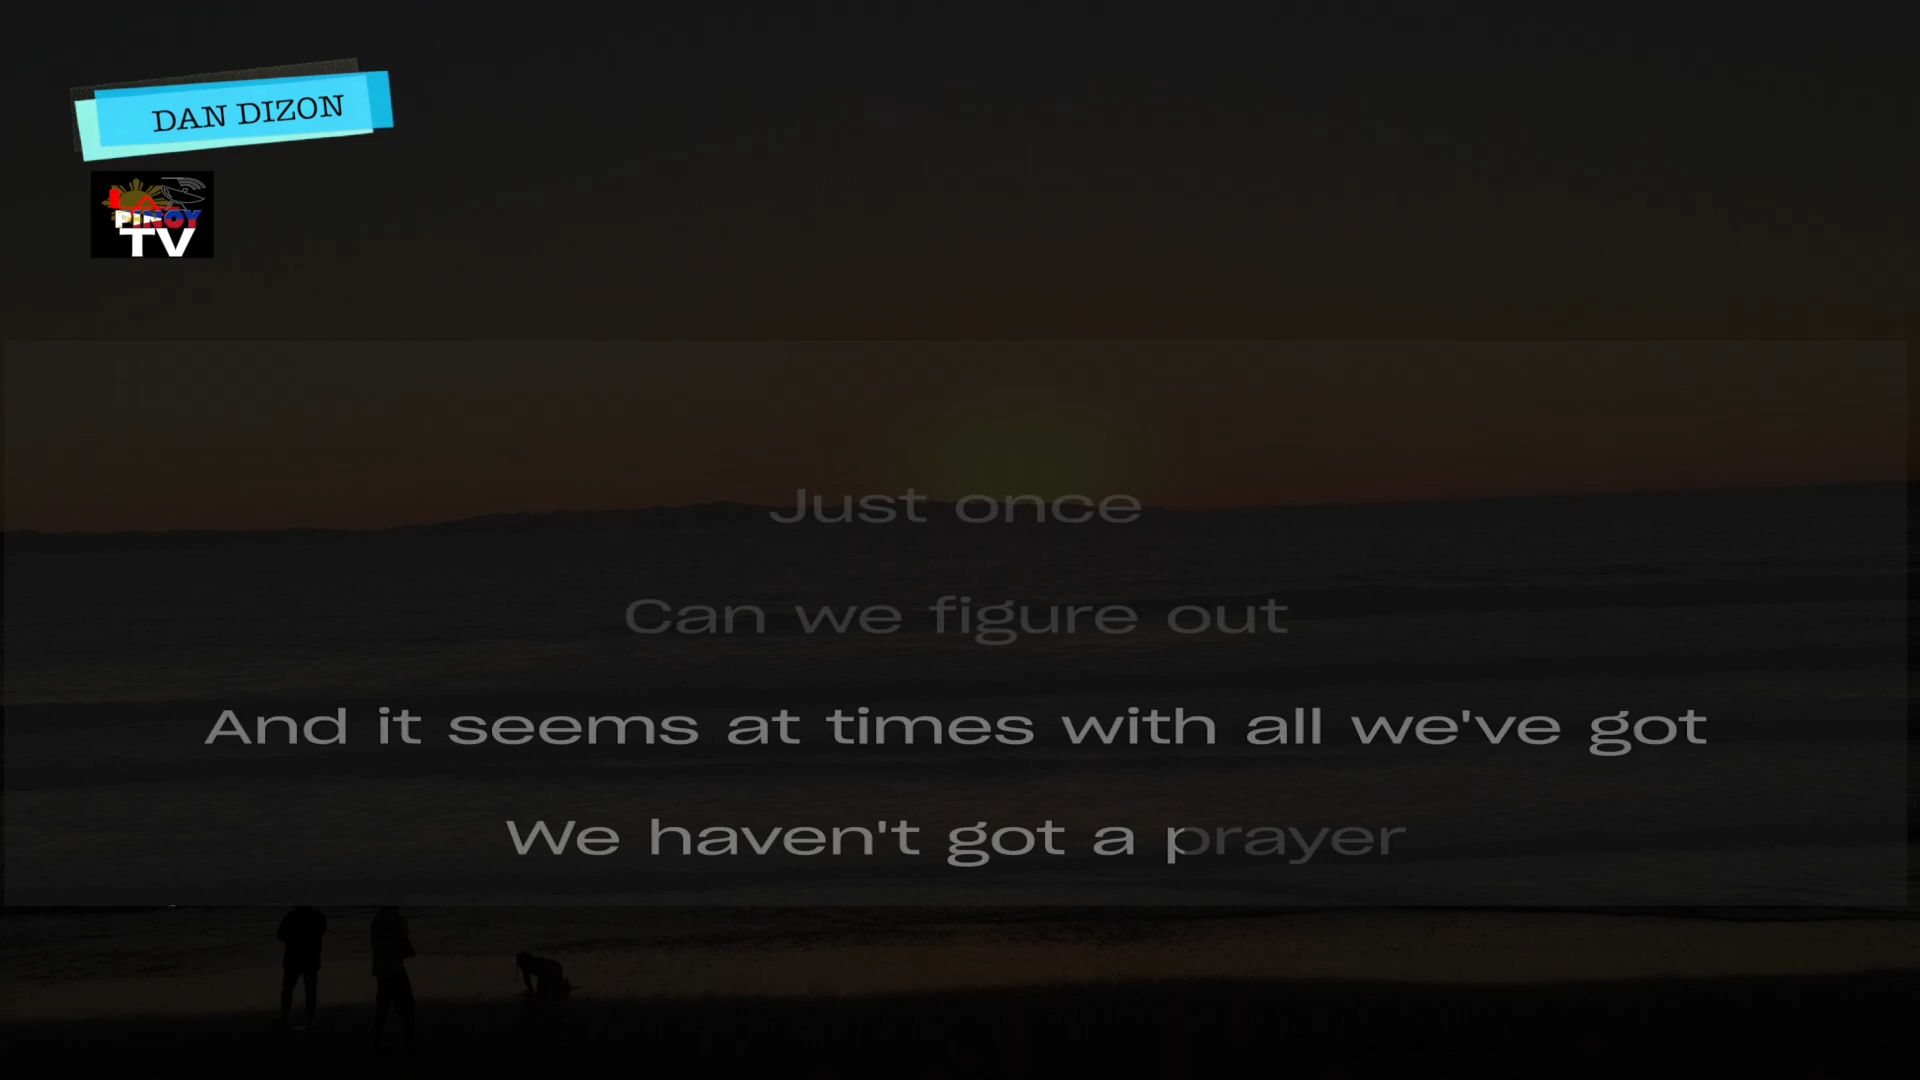 DAN DIZON
PINOY
TV
Just once
Can we figure out
And it seems at times with all we've got
We haven't got a prayer